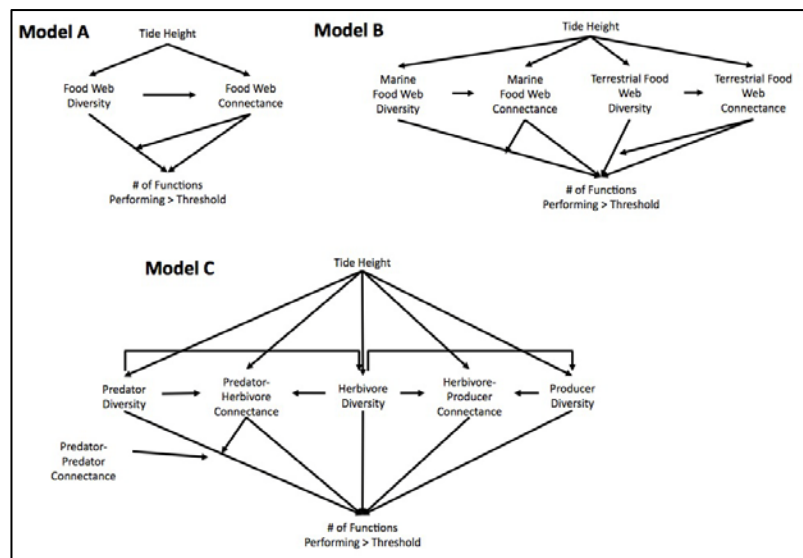 Model A
Tide Height
Food Web
Diversity
Food Web
Connectance
# of Functions
Performing > Threshold
Model B
Tide Height
Marine
Food Web
Diversity
Marine
Food Web
Connectance
Terrestrial Food
Web
Diversity
Terrestrial Food
Web
Connectance
# of Functions
Performing > Threshold
Model C
Tide Height
Predator
Diversity
Predator-
Herbivore
Connectance
Herbivore
Diversity
Herbivore-
Producer
Connectance
Producer
Diversity
Predator-
Predator
Connectance
# of Functions
Performing > Threshold